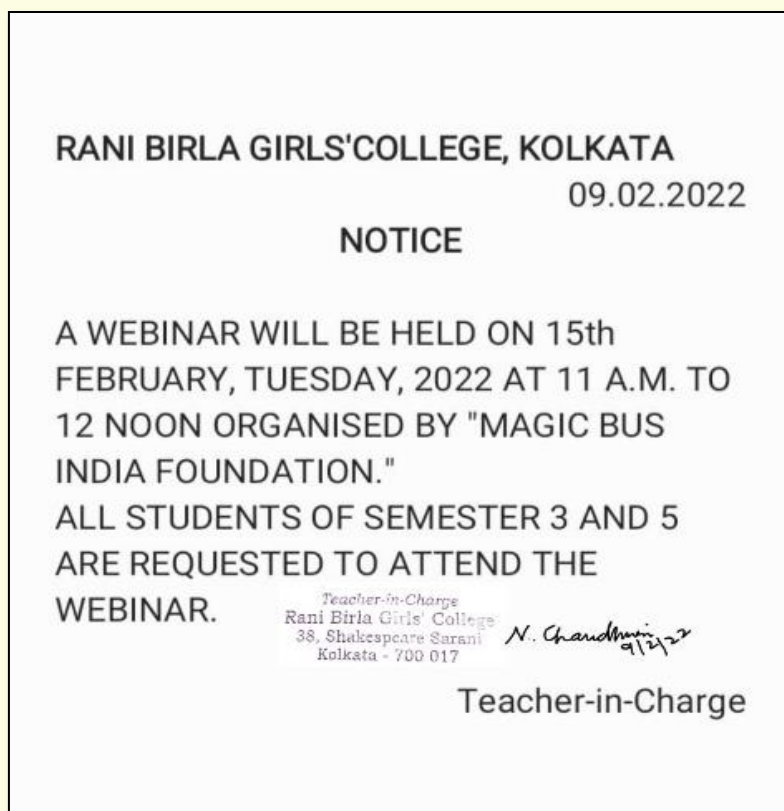 RANI BIRLA GIRLS'COLLEGE, KOLKATA
09.02.2022
NOTICE
A WEBINAR WILL BE HELD ON 15th
FEBRUARY, TUESDAY, 2022 AT 11 A.M. TO
12 NOON ORGANISED BY "MAGIC BUS
INDIA FOUNDATION."
ALL STUDENTS OF SEMESTER 3 AND 5
ARE REQUESTED TO ATTEND THE
WEBINAR.
Teacher-in-Charge
Rani Birla Girls' College
38, Shakespeare Sarani
Kolkata - 700 017
N. Chaudhuri
9/2/22
Teacher-in-Charge